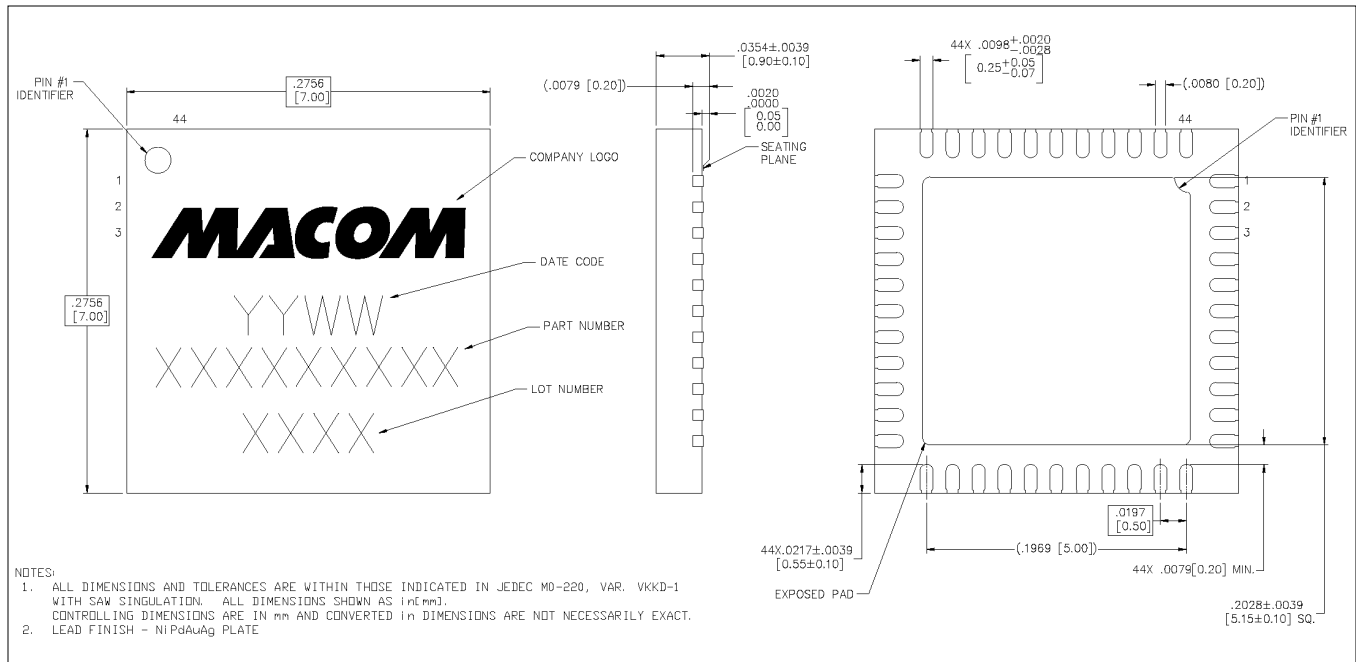 PIN #1
IDENTIFIER
.2756
[7.00]
44
1
2
3
.2756
[7.00]
COMPANY LOGO
MACOM
DATE CODE
YYWW
PART NUMBER
XXXXXXXXX
LOT NUMBER
XXXX
.0354±.0039
[0.90±0.10]
(.0079 [0.20])
.0020
.0000
[0.05
0.00]
SEATING
PLANE
44X .0098+.0020
-.0028
[0.25+0.05
-0.07]
(.0080 [0.20])
44
PIN #1
IDENTIFIER
1
2
3
.0197
[0.50]
44X.0217±.0039
[0.55±0.10]
(.1969 [5.00])
44X .0079[0.20] MIN.
EXPOSED PAD
.2028±.0039
[5.15±0.10] SQ.
NOTES:
1. ALL DIMENSIONS AND TOLERANCES ARE WITHIN THOSE INDICATED IN JEDEC MO-220, VAR. VKKD-1
WITH SAW SINGULATION. ALL DIMENSIONS SHOWN AS in[mm].
CONTROLLING DIMENSIONS ARE IN mm AND CONVERTED in DIMENSIONS ARE NOT NECESSARILY EXACT.
2. LEAD FINISH - NiPdAuAg PLATE